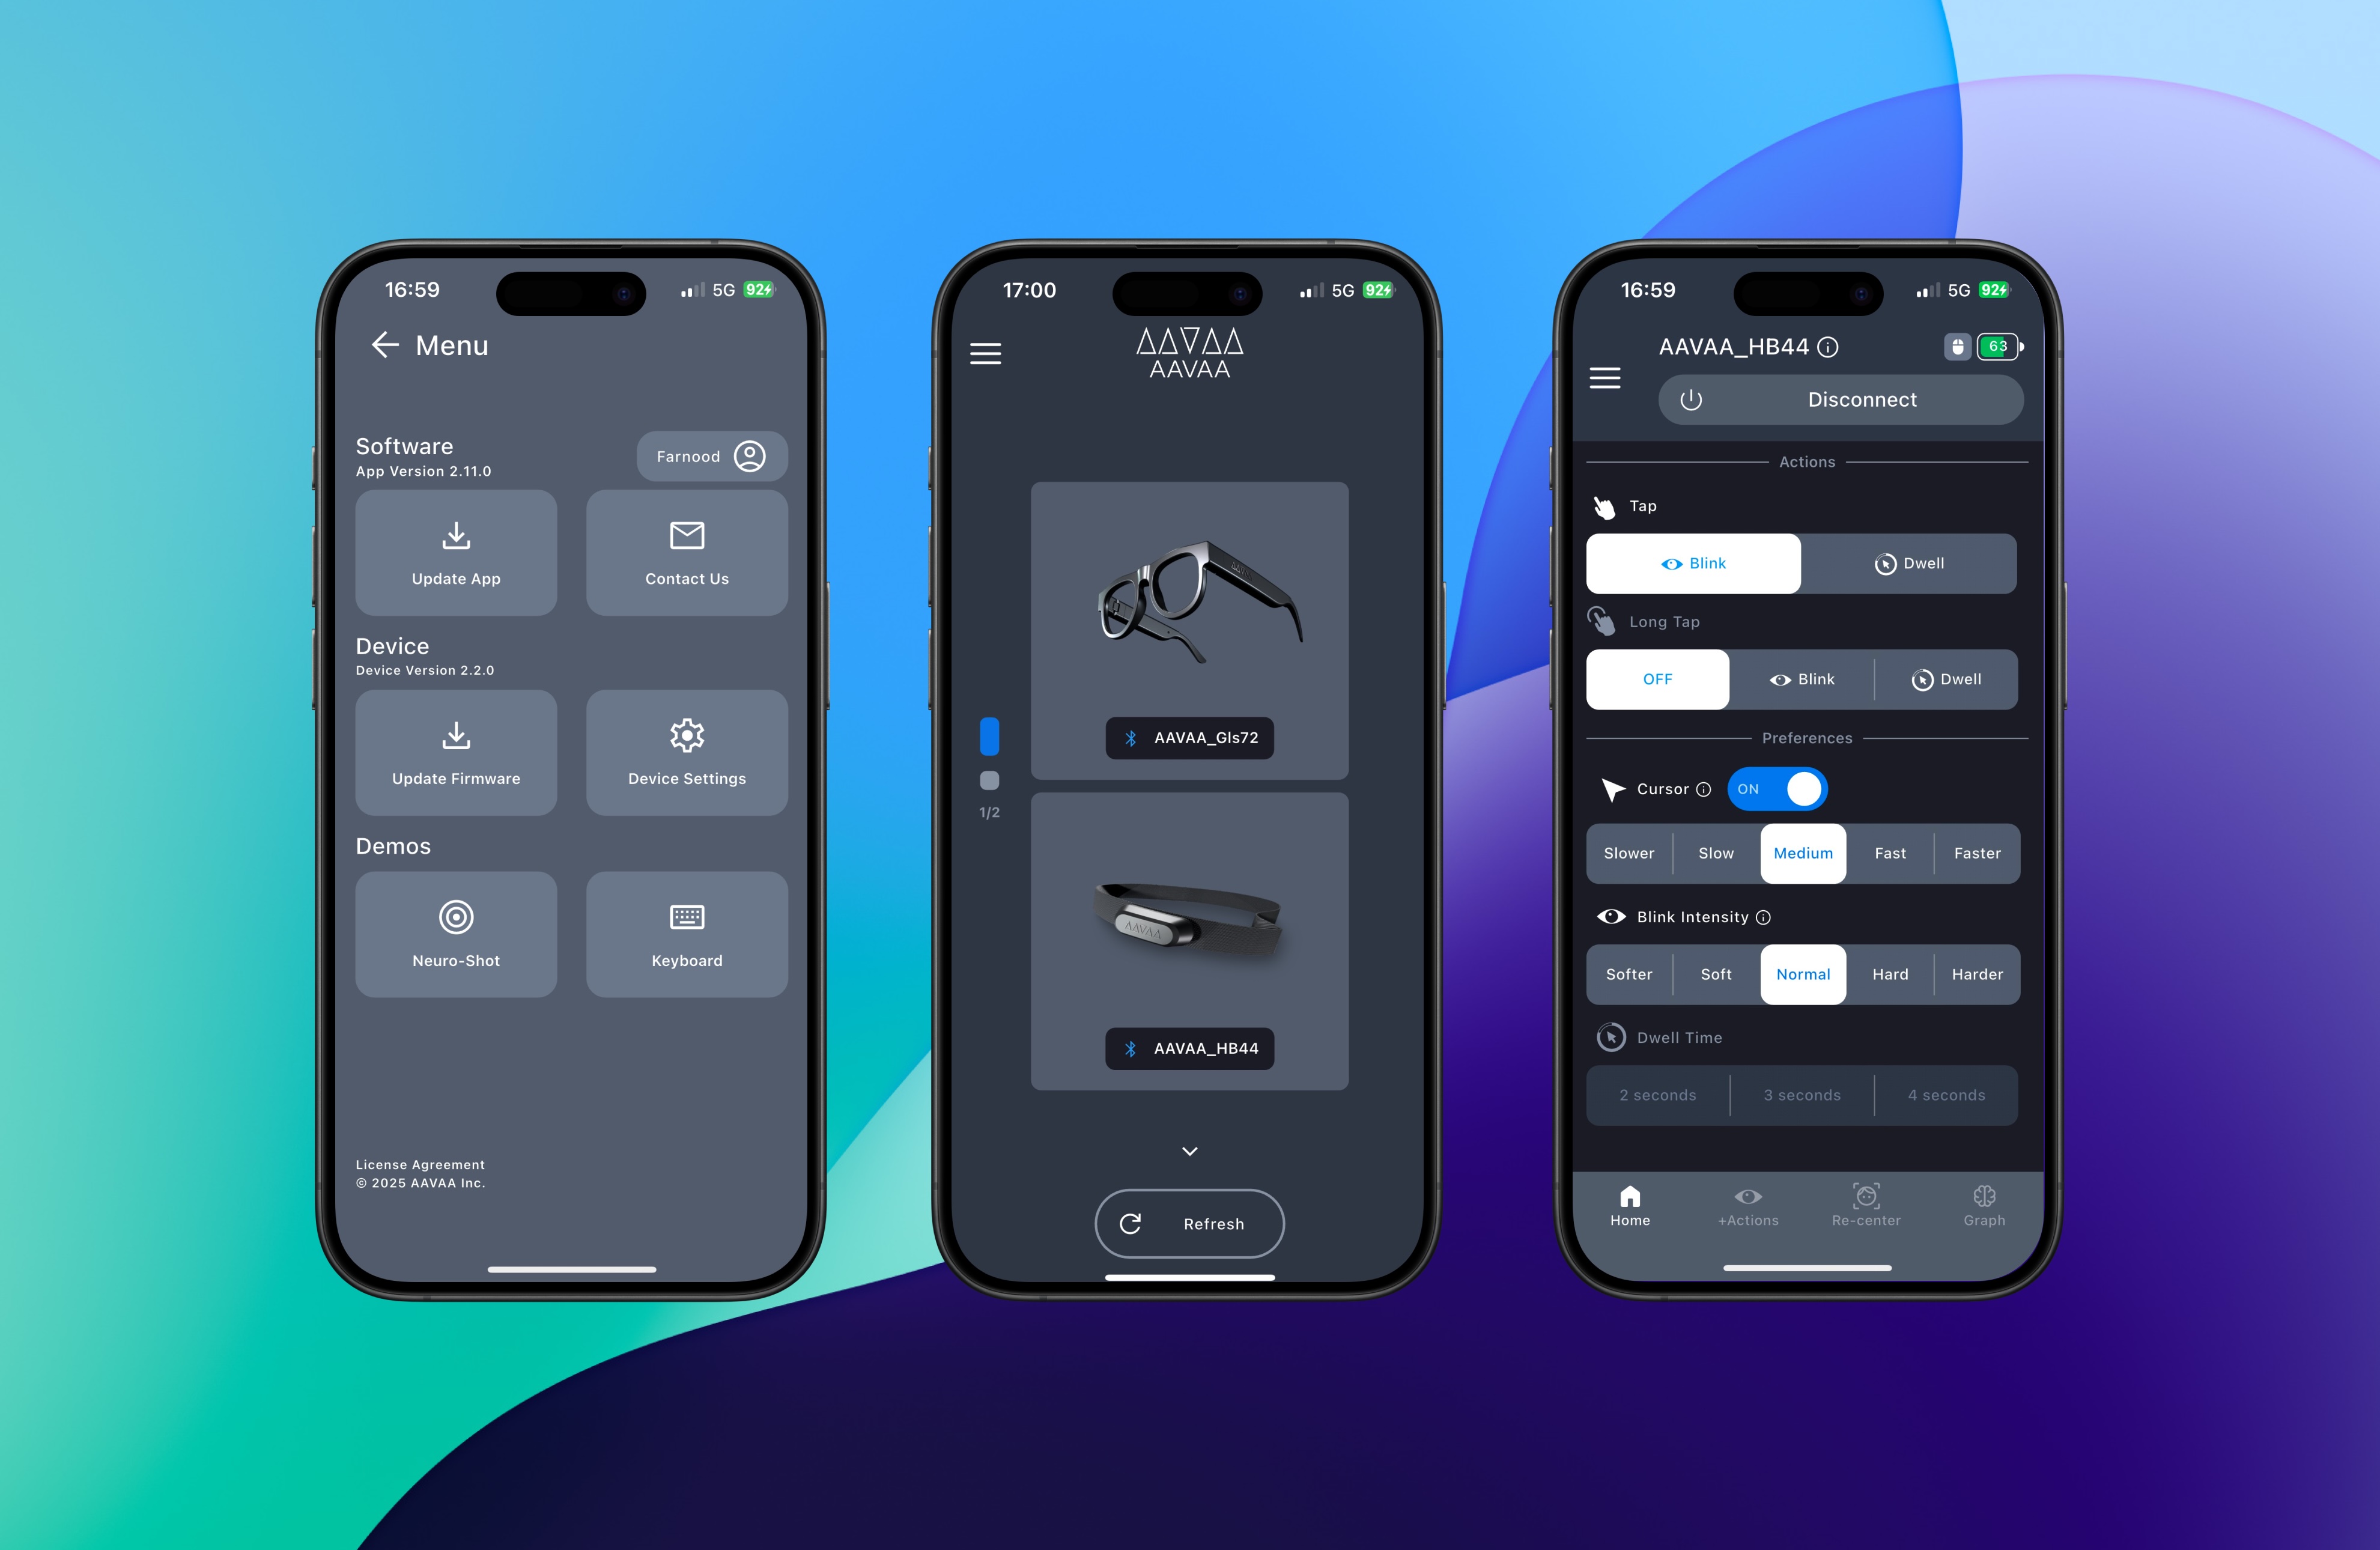 16:59
5G
92
Menu
Software
App Version 2.11.0
Farnood
Update App
Contact Us
Device
Device Version 2.2.0
Update Firmware
Device Settings
Demos
Neuro-Shot
Keyboard
License Agreement
© 2025 AAVAA Inc.
17:00
5G
92
AAVAA
AAVAA_Gls72
1/2
AAVAA
AAVAA_HB44
Refresh
16:59
5G
92
AAVAA_HB44
63
Disconnect
Actions
Tap
Blink
Dwell
Long Tap
OFF
Blink
Dwell
Preferences
Cursor
ON
Slower
Slow
Medium
Fast
Faster
Blink Intensity
Softer
Soft
Normal
Hard
Harder
Dwell Time
2 seconds
3 seconds
4 seconds
Home
+Actions
Re-center
Graph